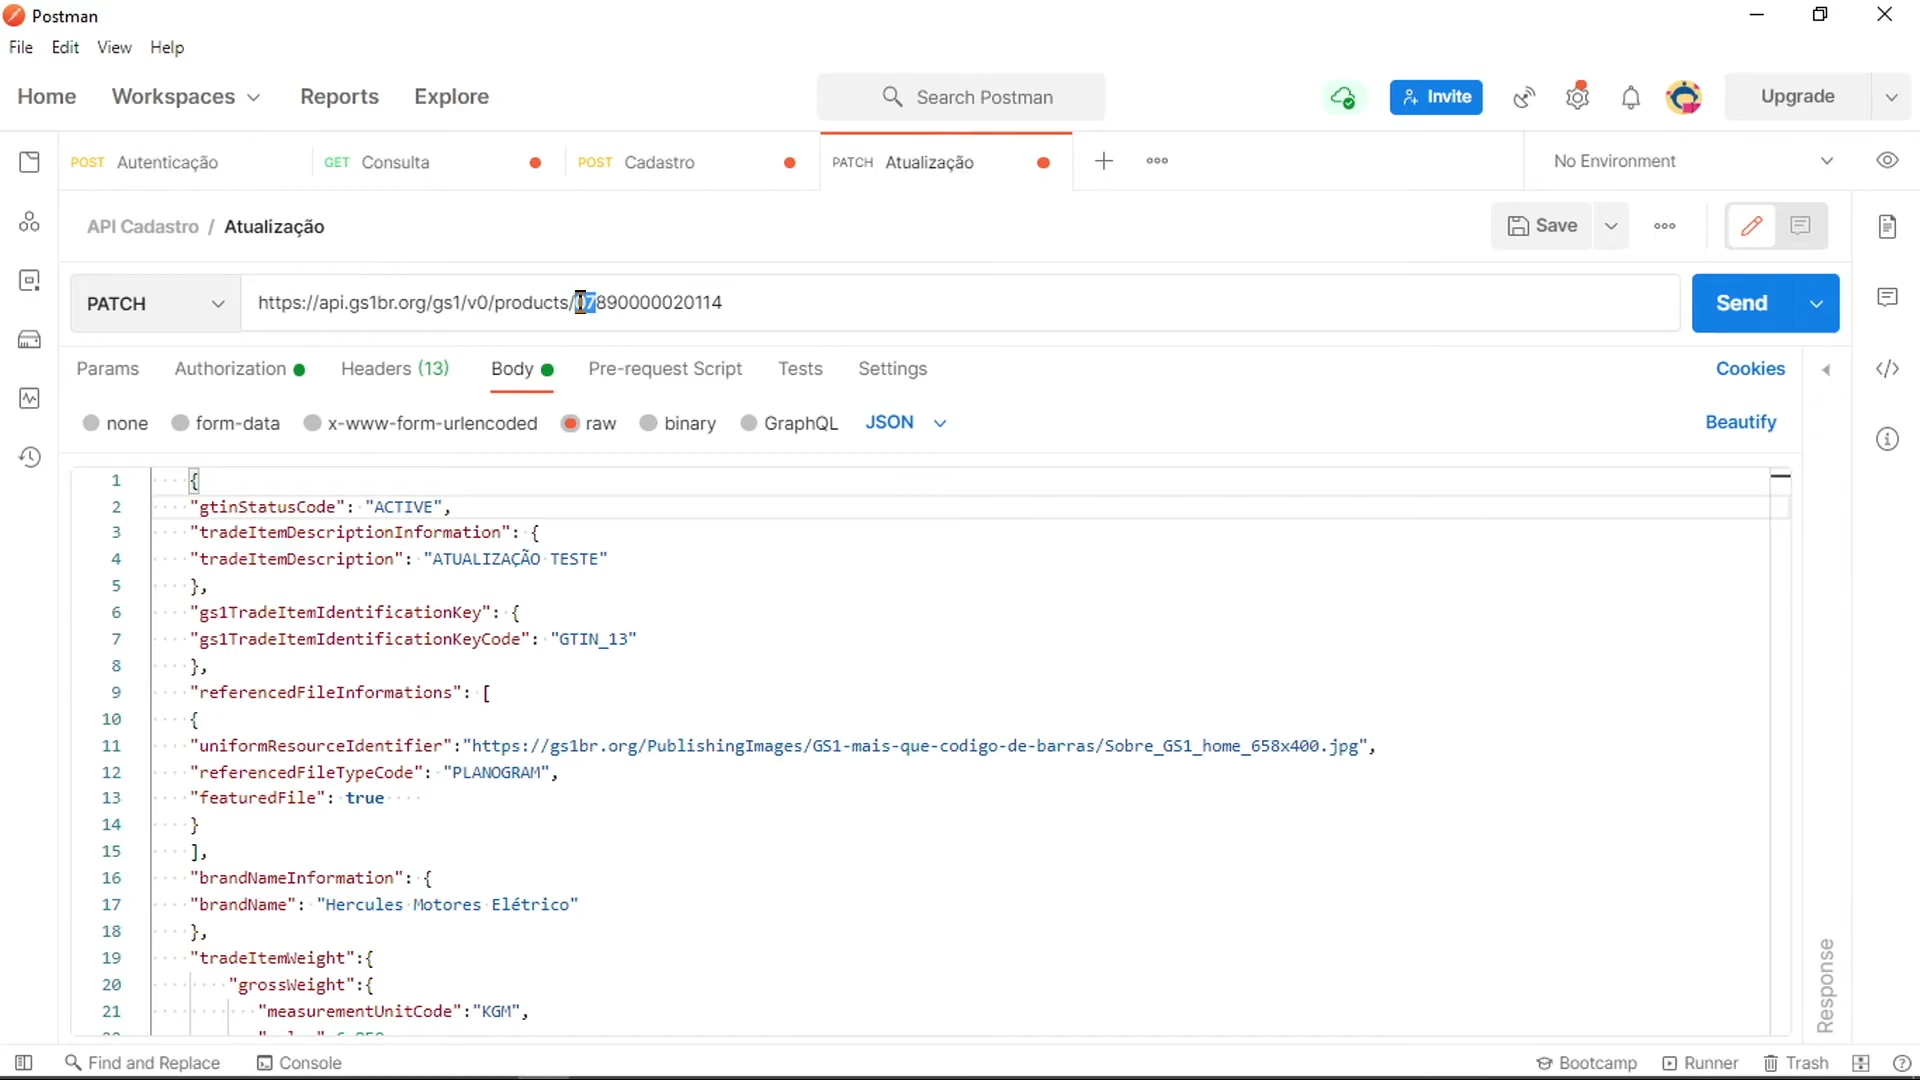 Postman
File Edit View Help
Home Workspaces Reports Explore Search Postman Invite Upgrade
POST Autenticação GET Consulta POST Cadastro PATCH Atualização No Environment
API Cadastro / Atualização Save
PATCH https://api.gs1br.org/gs1/v0/products/07890000020114 Send
Params Authorization Headers (13) Body Pre-request Script Tests Settings Cookies
none form-data x-www-form-urlencoded raw binary GraphQL JSON Beautify
1 {
2 "gtinStatusCode": "ACTIVE",
3 "tradeItemDescriptionInformation": {
4 "tradeItemDescription": "ATUALIZAÇÃO TESTE"
5 },
6 "gs1TradeItemIdentificationKey": {
7 "gs1TradeItemIdentificationKeyCode": "GTIN_13"
8 },
9 "referencedFileInformations": [
10 {
11 "uniformResourceIdentifier":"https://gs1br.org/PublishingImages/GS1-mais-que-codigo-de-barras/Sobre_GS1_home_658x400.jpg",
12 "referencedFileTypeCode": "PLANOGRAM",
13 "featuredFile": true
14 }
15 ],
16 "brandNameInformation": {
17 "brandName": "Hercules Motores Elétrico"
18 },
19 "tradeItemWeight":{
20 "grossWeight":{
21 "measurementUnitCode":"KGM",
Response
Find and Replace Console Bootcamp Runner Trash